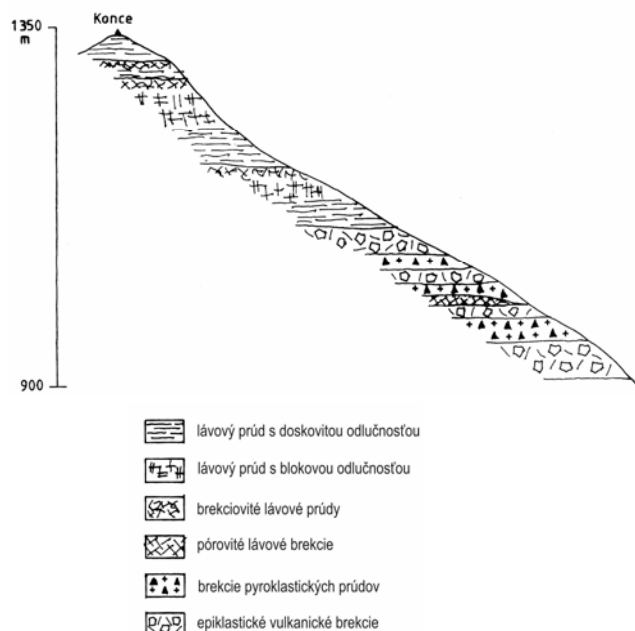 Konce
1350
m
900
lávový prúd s doskovitou odlučnosťou
lávový prúd s blokovou odlučnosťou
brekciovité lávové prúdy
pórovité lávové brekcie
brekcie pyroklastických prúdov
epiklastické vulkanické brekcie